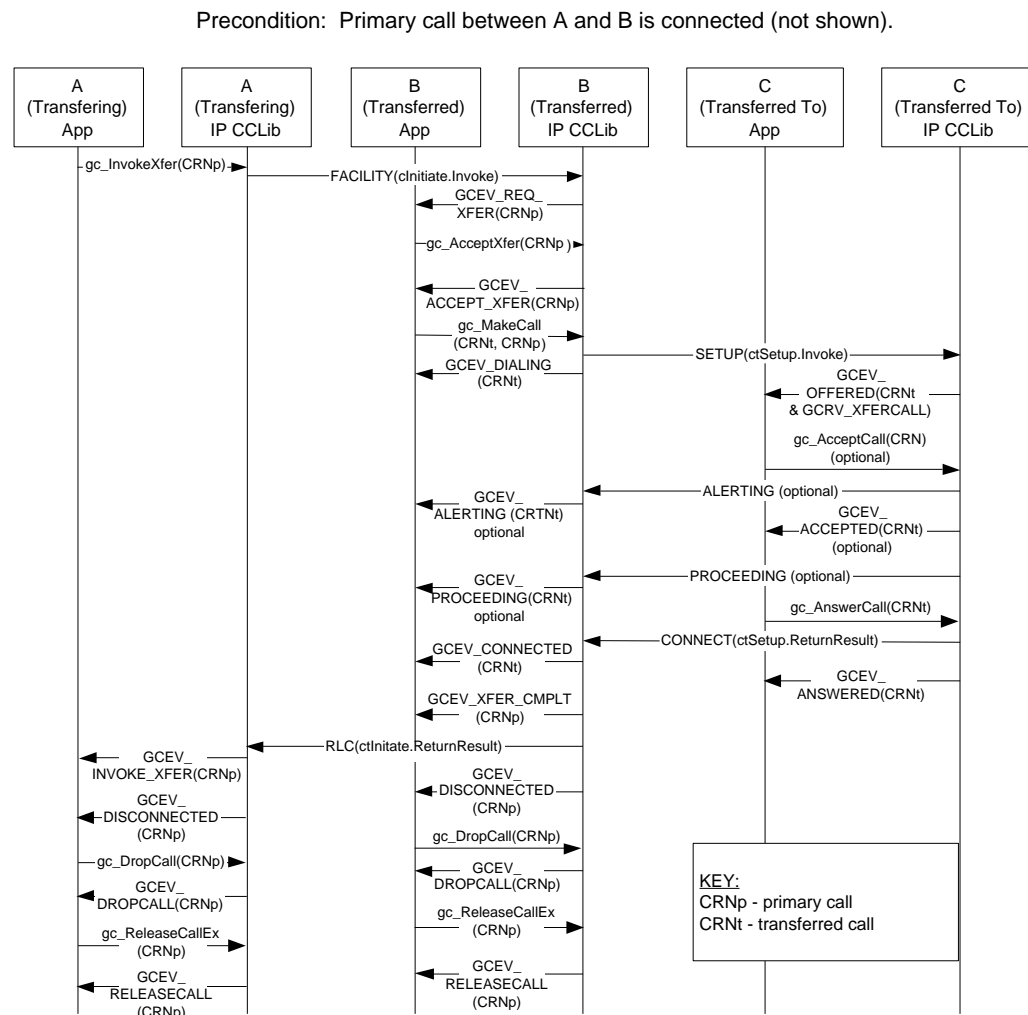 Precondition:  Primary call between A and B is connected (not shown).
A
(Transfering)
App
A
(Transfering)
IP CCLib
B
(Transferred)
App
B
(Transferred)
IP CCLib
C
(Transferred To)
App
C
(Transferred To)
IP CCLib
gc_InvokeXfer(CRNp)
FACILITY(cInitiate.Invoke)
GCEV_REQ_
XFER(CRNp)
gc_AcceptXfer(CRNp )
GCEV_
ACCEPT_XFER(CRNp)
gc_MakeCall
(CRNt, CRNp)
SETUP(ctSetup.Invoke)
GCEV_DIALING
(CRNt)
GCEV_
OFFERED(CRNt
& GCRV_XFERCALL)
gc_AcceptCall(CRN)
(optional)
ALERTING (optional)
GCEV_
ALERTING (CRTNt)
optional
GCEV_
ACCEPTED(CRNt)
(optional)
PROCEEDING (optional)
GCEV_
PROCEEDING(CRNt)
optional
gc_AnswerCall(CRNt)
CONNECT(ctSetup.ReturnResult)
GCEV_CONNECTED
(CRNt)
GCEV_
ANSWERED(CRNt)
GCEV_XFER_CMPLT
(CRNp)
RLC(ctInitate.ReturnResult)
GCEV_
INVOKE_XFER(CRNp)
GCEV_
DISCONNECTED
(CRNp)
GCEV_
DISCONNECTED
(CRNp)
gc_DropCall(CRNp)
gc_DropCall(CRNp)
GCEV_
DROPCALL(CRNp)
GCEV_
DROPCALL(CRNp)
gc_ReleaseCallEx
(CRNp)
gc_ReleaseCallEx
(CRNp)
GCEV_
RELEASECALL
(CRNp)
GCEV_
RELEASECALL
(CRNp)
KEY:
CRNp - primary call
CRNt - transferred call